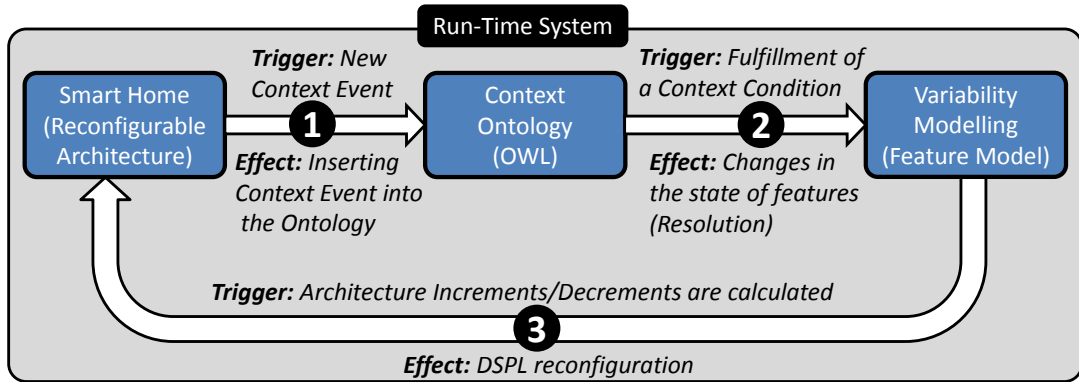 Run-Time System
Trigger: New
Context Event
Trigger: Fulfillment of
a Context Condition
Smart Home
(Reconfigurable
Architecture)
1
Context
Ontology
(OWL)
2
Variability
Modelling
(Feature Model)
Effect: Inserting
Context Event into
the Ontology
Effect: Changes in
the state of features
(Resolution)
Trigger: Architecture Increments/Decrements are calculated
3
Effect: DSPL reconfiguration